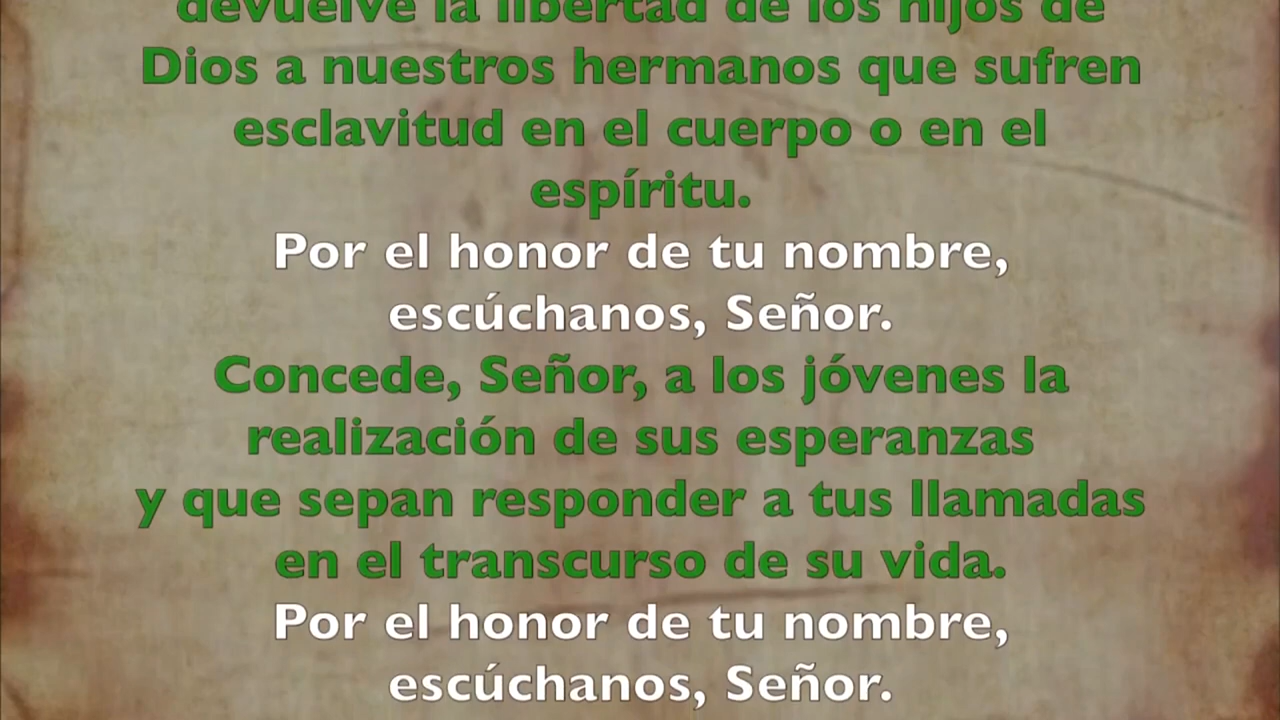 devuelve la libertad de los hijos de
Dios a nuestros hermanos que sufren
esclavitud en el cuerpo o en el
espíritu.
Por el honor de tu nombre,
escúchanos, Señor.
Concede, Señor, a los jóvenes la
realización de sus esperanzas
y que sepan responder a tus llamadas
en el transcurso de su vida.
Por el honor de tu nombre,
escúchanos, Señor.